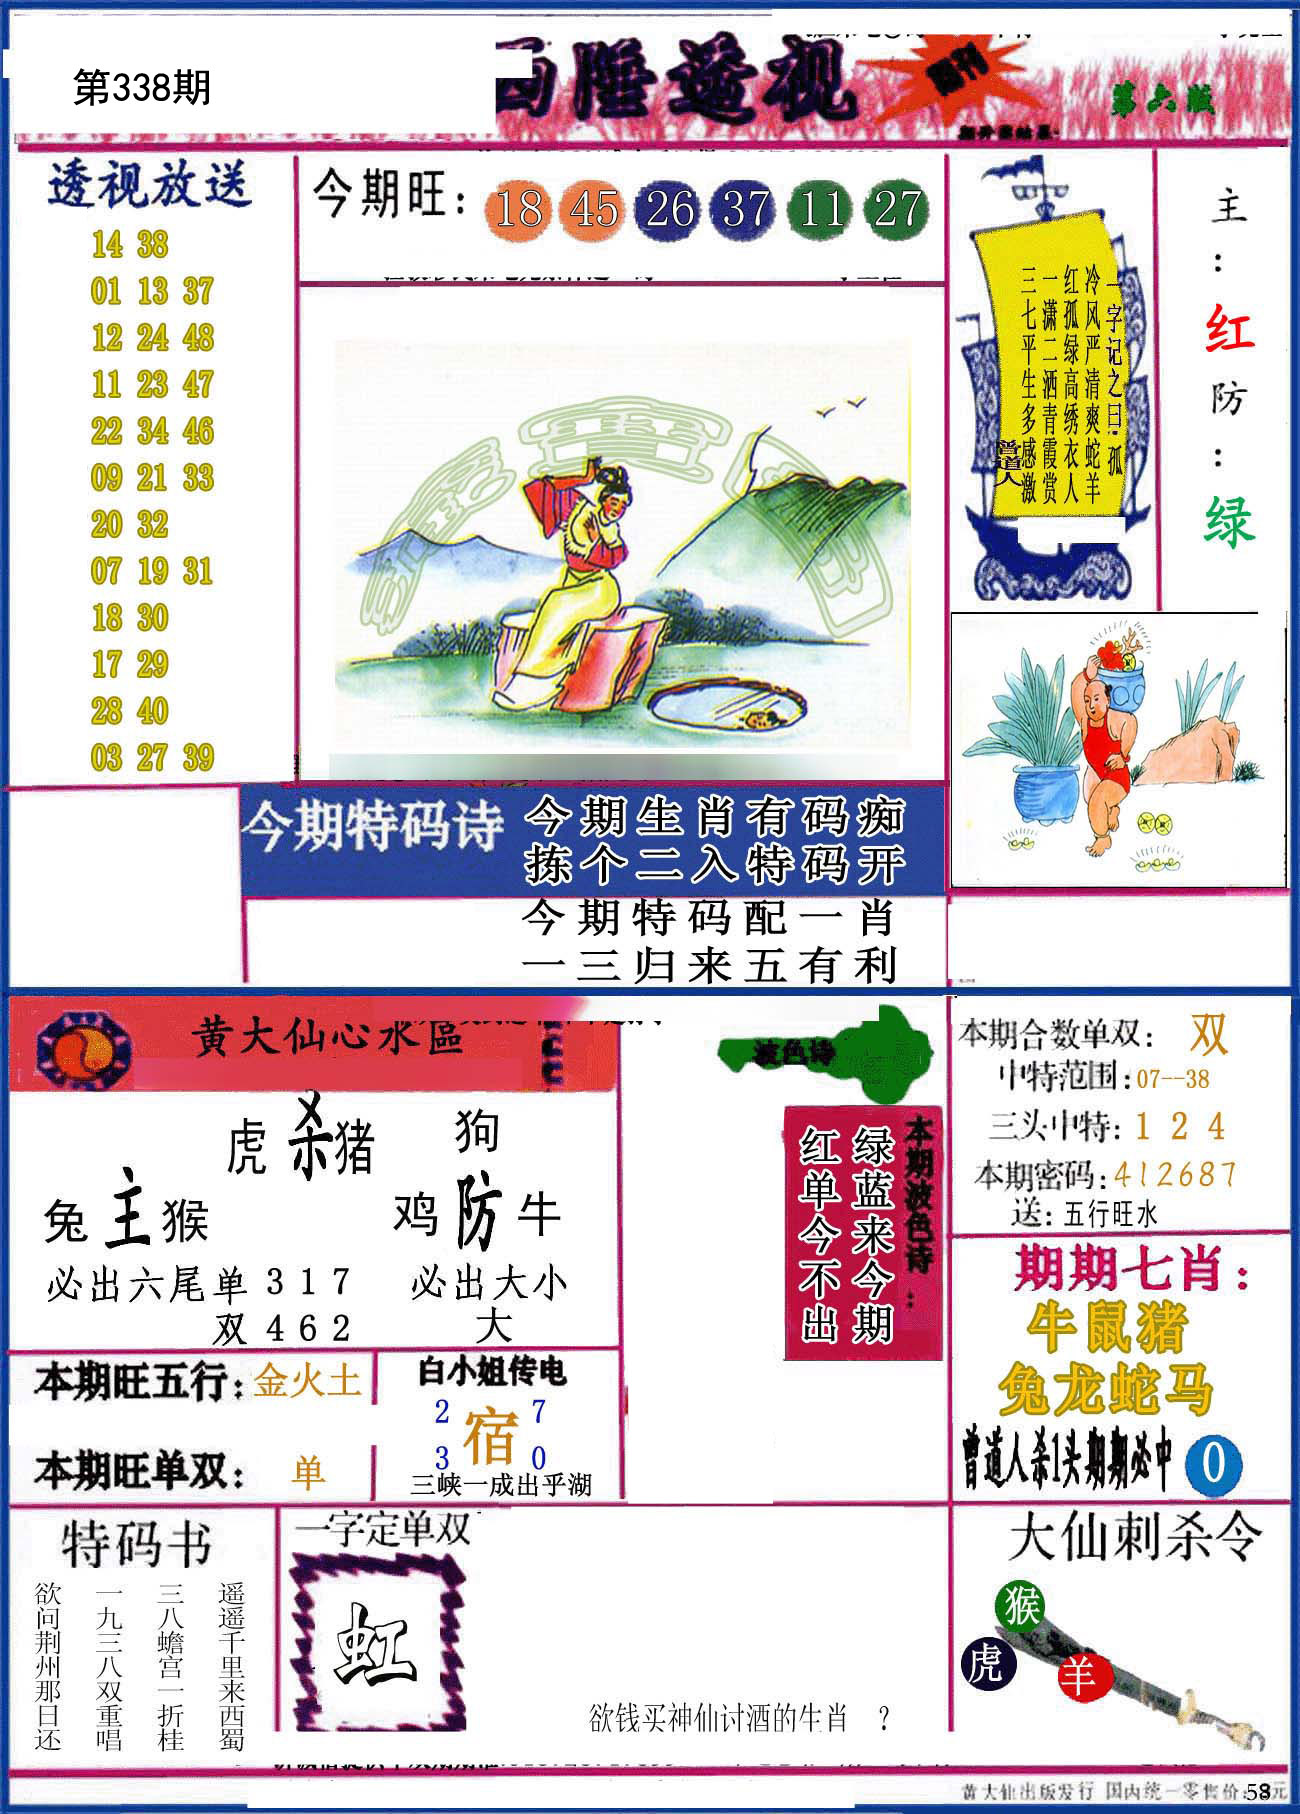 第338期
透视
第六版
透视放送
14 38
01 13 37
12 24 48
11 23 47
22 34 46
09 21 33
20 32
07 19 31
18 30
17 29
28 40
03 27 39
今期旺：
18 45 26 37 11 27
一字记之曰：孤
冷风严清爽蛇羊
红孤绿高绣衣人
一潇二洒青霞赏
三七平生多感激
曾道人
主：红
防：绿
今期特码诗
今期生肖有码痴
拣个二入特码开
今期特码配一肖
一三归来五有利
黄大仙心水區
虎杀猪
狗
兔主猴
鸡防牛
必出六尾单317
双462
必出大小
大
本期旺五行：金火土
本期旺单双：单
白小姐传电
2 7
宿
3 0
三峡一成出乎湖
波色诗
本期波色诗：
绿蓝来今期
红单今不出
本期合数单双：双
中特范围：07--38
三头中特：1 2 4
本期密码：412687
送：五行旺水
期期七肖：
牛鼠猪
兔龙蛇马
曾道人杀1头期期必中 0
特码书
遥遥千里来西蜀
三八蟾宫一折桂
一九三八双重唱
欲问荆州那日还
一字定单双
虹
欲钱买神仙讨酒的生肖 ？
大仙刺杀令
猴
虎
羊
黄大仙出版发行 国内统一零售价：